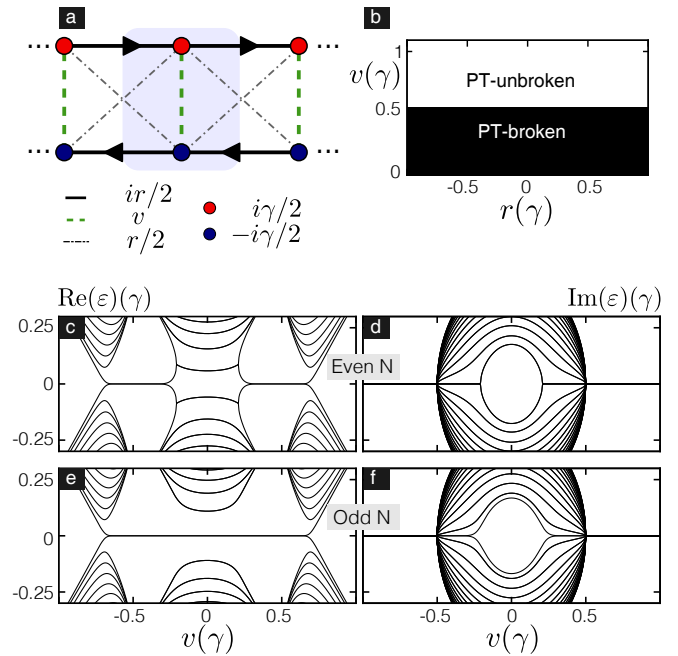 a
...
...
...
...
ir/2
v
r/2
iγ/2
−iγ/2
b
v(γ)
1
0.5
0
PT-unbroken
PT-broken
-0.5
0.5
r(γ)
Re(ε)(γ)
Im(ε)(γ)
c
0.25
0
-0.3
d
Even N
e
0.25
0
-0.25
f
Odd N
-0.5
0
0.5
v(γ)
-0.5
0
0.5
v(γ)